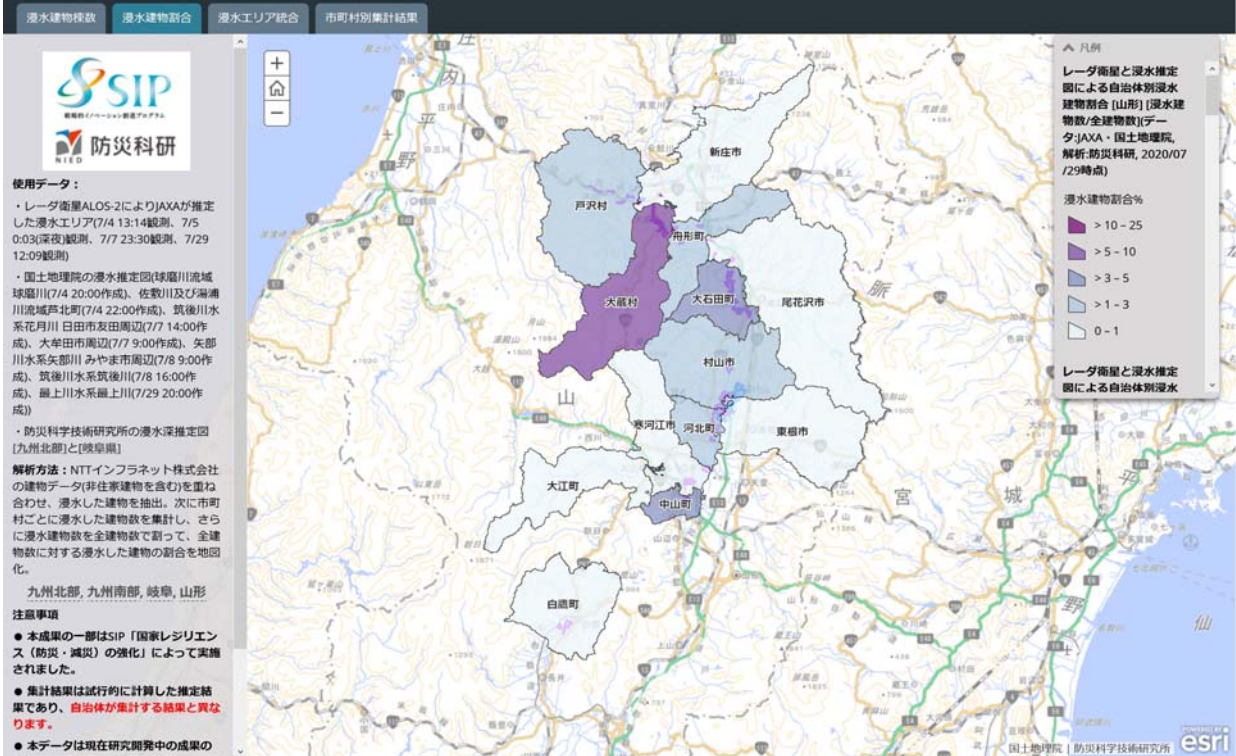 浸水建物棟数
浸水建物割合
浸水エリア統合
市町村別集計結果
SIP
戦略的イノベーション創造プログラム
NIED
防災科研
使用データ：
・レーダ衛星ALOS-2によりJAXAが推定
した浸水エリア(7/4 13:14観測、7/5
0:03(深夜)観測、7/7 23:30観測、7/29
12:09観測)
・国土地理院の浸水推定図(球磨川流域
球磨川(7/4 20:00作成)、佐敷川及び湯浦
川流域芦北町(7/4 22:00作成)、筑後川水
系花月川 日田市友田周辺(7/7 14:00作
成)、大牟田市周辺(7/7 9:00作成)、矢部
川水系矢部川 みやま市周辺(7/8 9:00作
成)、筑後川水系筑後川(7/8 16:00作
成)、最上川水系最上川(7/29 20:00作
成))
・防災科学技術研究所の浸水深推定図
[九州北部]と[岐阜県]
解析方法：NTTインフラネット株式会社
の建物データ(非住家建物を含む)を重ね
合わせ、浸水した建物を抽出。次に市町
村ごとに浸水した建物数を集計し、さら
に浸水建物数を全建物数で割って、全建
物数に対する浸水した建物の割合を地図
化。
九州北部, 九州南部, 岐阜, 山形
注意事項
● 本成果の一部はSIP「国家レジリエン
ス（防災・減災）の強化」によって実施
されました。
● 集計結果は試行的に計算した推定結
果であり、自治体が集計する結果と異な
ります。
● 本データは現在研究開発中の成果の
+
−
庄
内
平
野
新庄市
戸沢村
舟形町
大蔵村
大石田町
尾花沢市
脈
村山市
山
寒河江市
河北町
東根市
大江町
中山町
宮
城
平
野
白鷹町
仙
凡例
レーダ衛星と浸水推定
図による自治体別浸水
建物割合 [山形] [浸水建
物数/全建物数](デー
タ:JAXA・国土地理院,
解析:防災科研, 2020/07
/29時点)
浸水建物割合%
> 10 – 25
> 5 – 10
> 3 – 5
> 1 – 3
0 – 1
レーダ衛星と浸水推定
図による自治体別浸水
国土地理院 | 防災科学技術研究所
POWERED BY
esri